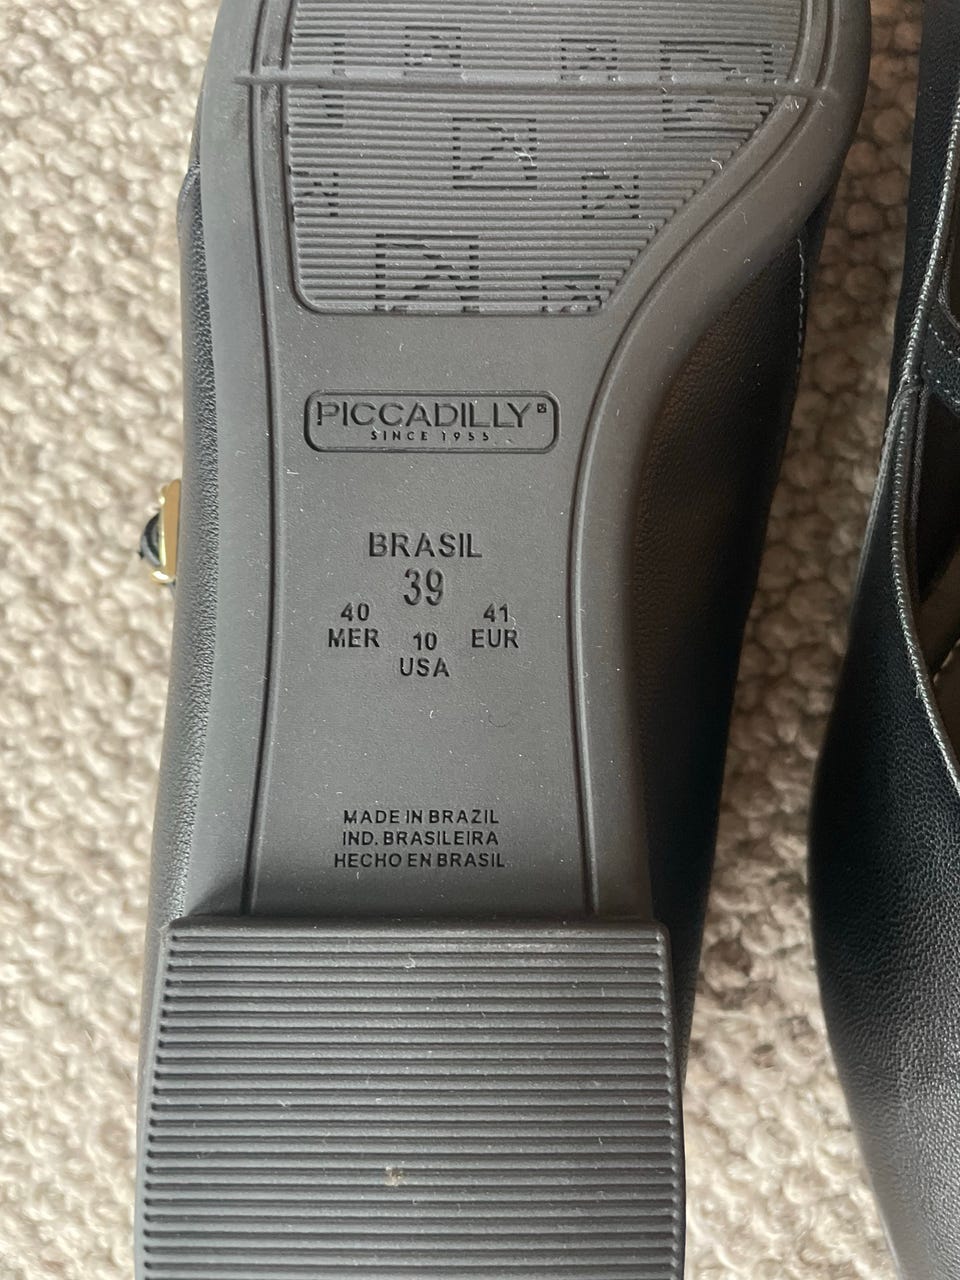 PICCADILLY
SINCE 1955
BRASIL
39
40 MER
10 USA
41 EUR
MADE IN BRAZIL
IND. BRASILEIRA
HECHO EN BRASIL